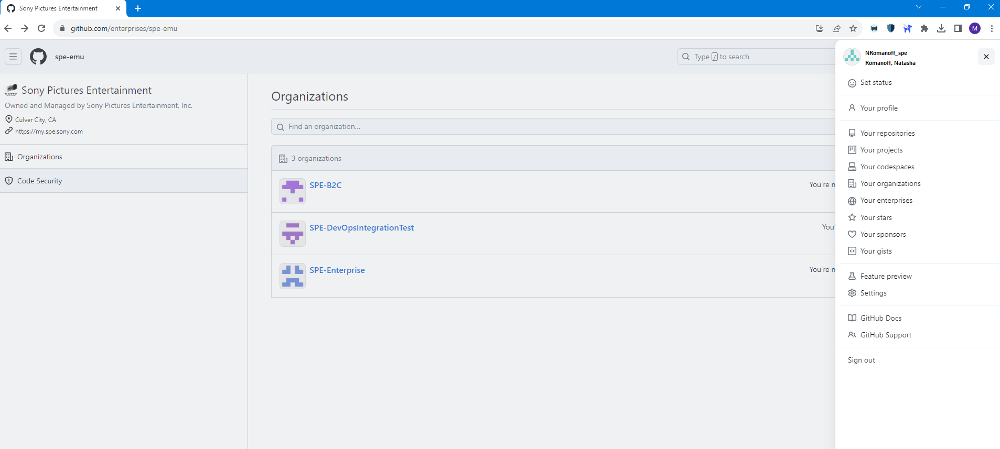 Sony Pictures Entertainment
github.com/enterprises/spe-emu
M
spe-emu
Type / to search
NRomanoff_spe
Romanoff, Natasha
Sony Pictures Entertainment
Owned and Managed by Sony Pictures Entertainment, Inc.
Culver City, CA
https://my.spe.sony.com
Organizations
Code Security
Organizations
Find an organization...
3 organizations
SPE-B2C
You're n
SPE-DevOpsIntegrationTest
You'
SPE-Enterprise
You're n
Set status
Your profile
Your repositories
Your projects
Your codespaces
Your organizations
Your enterprises
Your stars
Your sponsors
Your gists
Feature preview
Settings
GitHub Docs
GitHub Support
Sign out